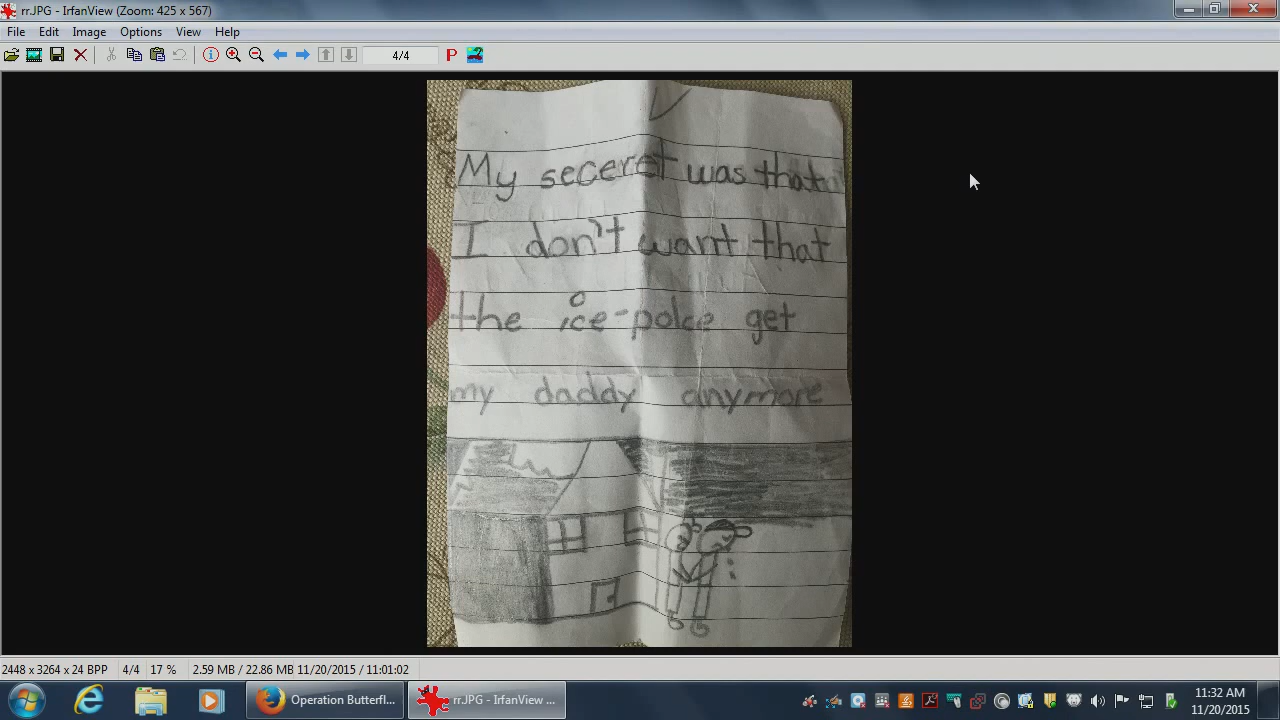 rr.JPG - IrfanView (Zoom: 425 x 567)
File Edit Image Options View Help
4/4
My seceret was that
I don't want that
the ice-polce get
my daddy anymore
2448 x 3264 x 24 BPP 4/4 17 % 2.59 MB / 22.86 MB 11/20/2015 / 11:01:02
Operation Butterfl... rr.JPG - IrfanView ...
11:32 AM
11/20/2015